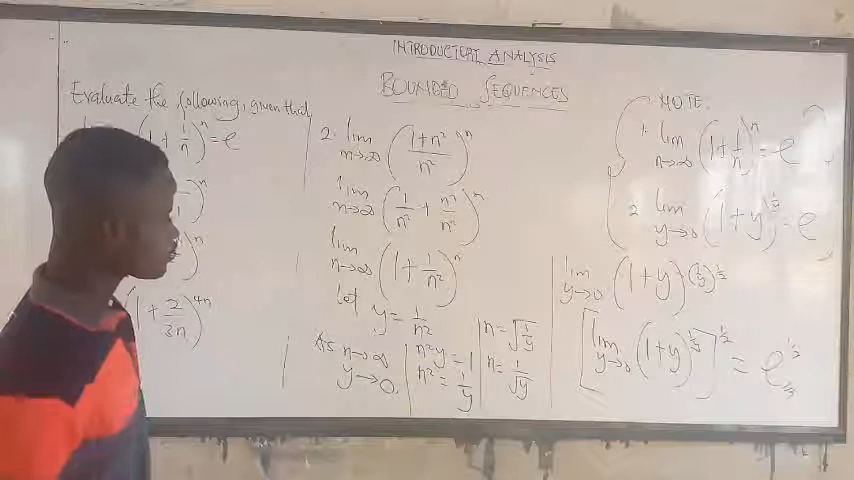 INTRODUCTORY ANALYSIS
BOUNDED SEQUENCES
Evaluate the following, given that
(1 + 1/n)^n = e
(1 + 2/3n)^4n
2. lim n→∞ ((1+n²)/n²)^n
lim n→∞ (1/n² + n²/n²)^n
lim n→∞ (1 + 1/n²)^n
let y = 1/n²
As n→∞
y→0
n²y = 1
n² = 1/y
n = √(1/y)
n = 1/√y
NOTE.
1. lim n→∞ (1 + 1/n)^n = e
2 lim y→0 (1 + y)^1/y = e
lim y→0 (1 + y)^(1/y)^1/2
[lim y→0 (1 + y)^1/y]^1/2 = e^1/2